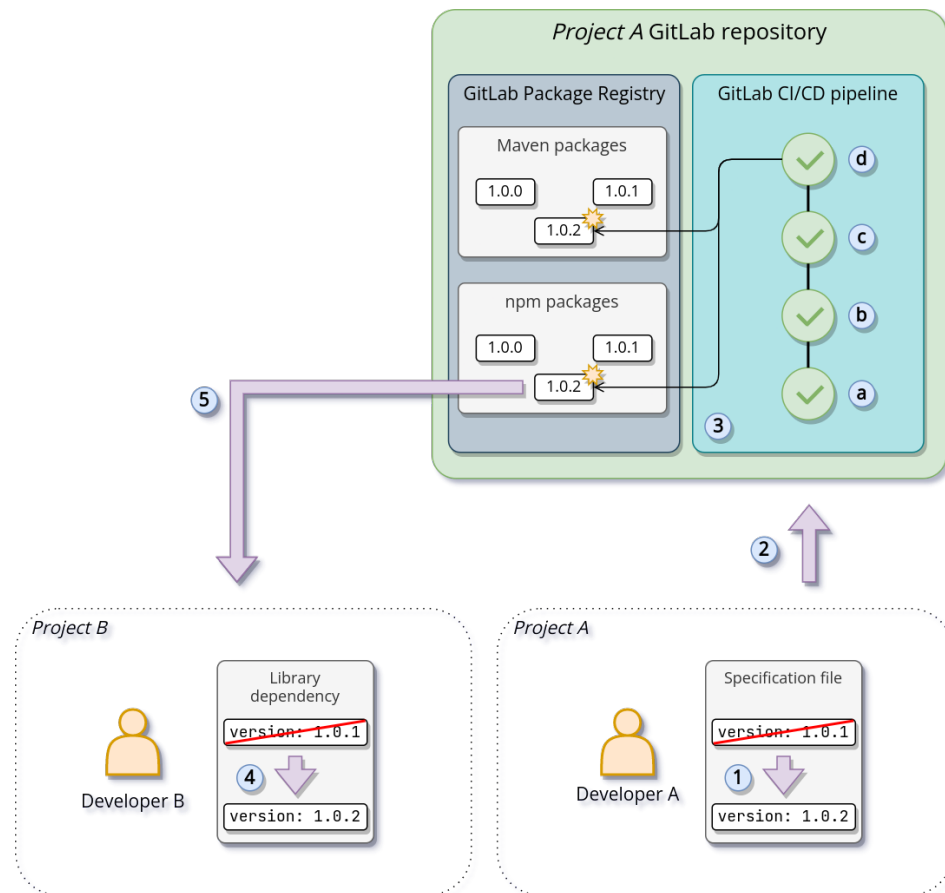 Project A GitLab repository
GitLab Package Registry
GitLab CI/CD pipeline
Maven packages
1.0.0
1.0.1
1.0.2
npm packages
1.0.0
1.0.1
1.0.2
d
c
b
a
3
5
2
Project B
Library
dependency
version: 1.0.1
4
version: 1.0.2
Developer B
Project A
Specification file
version: 1.0.1
1
version: 1.0.2
Developer A